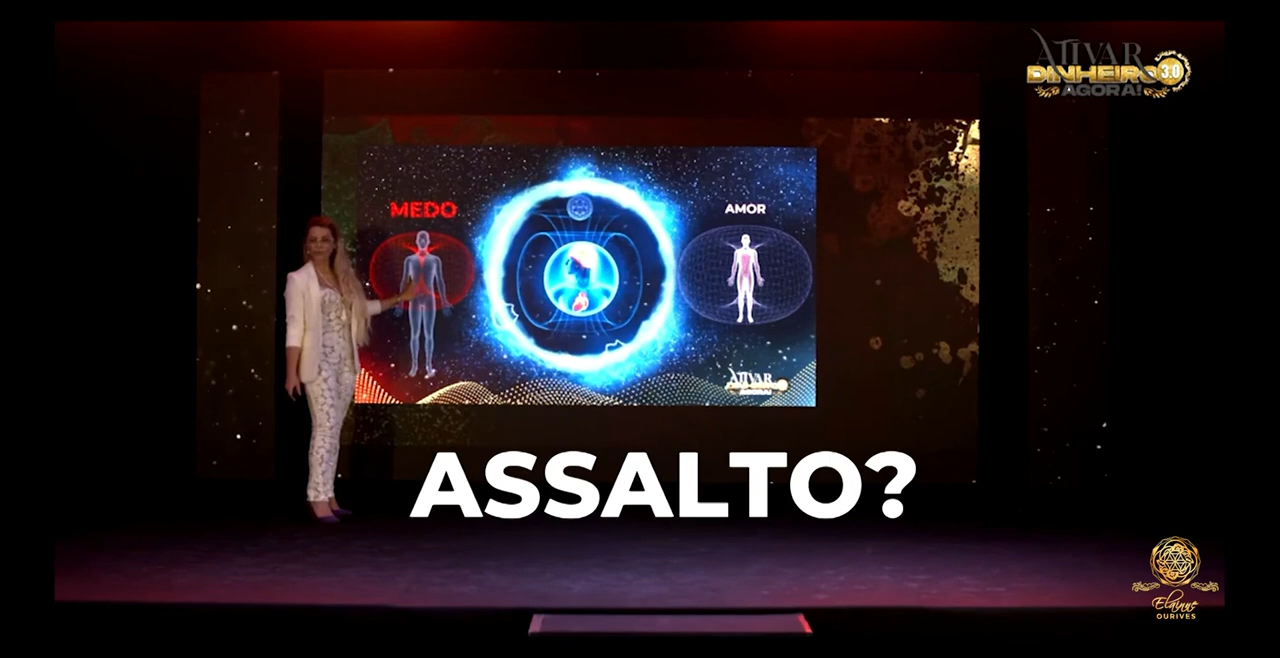 ATIVAR
DINHEIRO 3.0
AGORA!
MEDO
AMOR
ATIVAR
ASSALTO?
Elainne
OURIVES